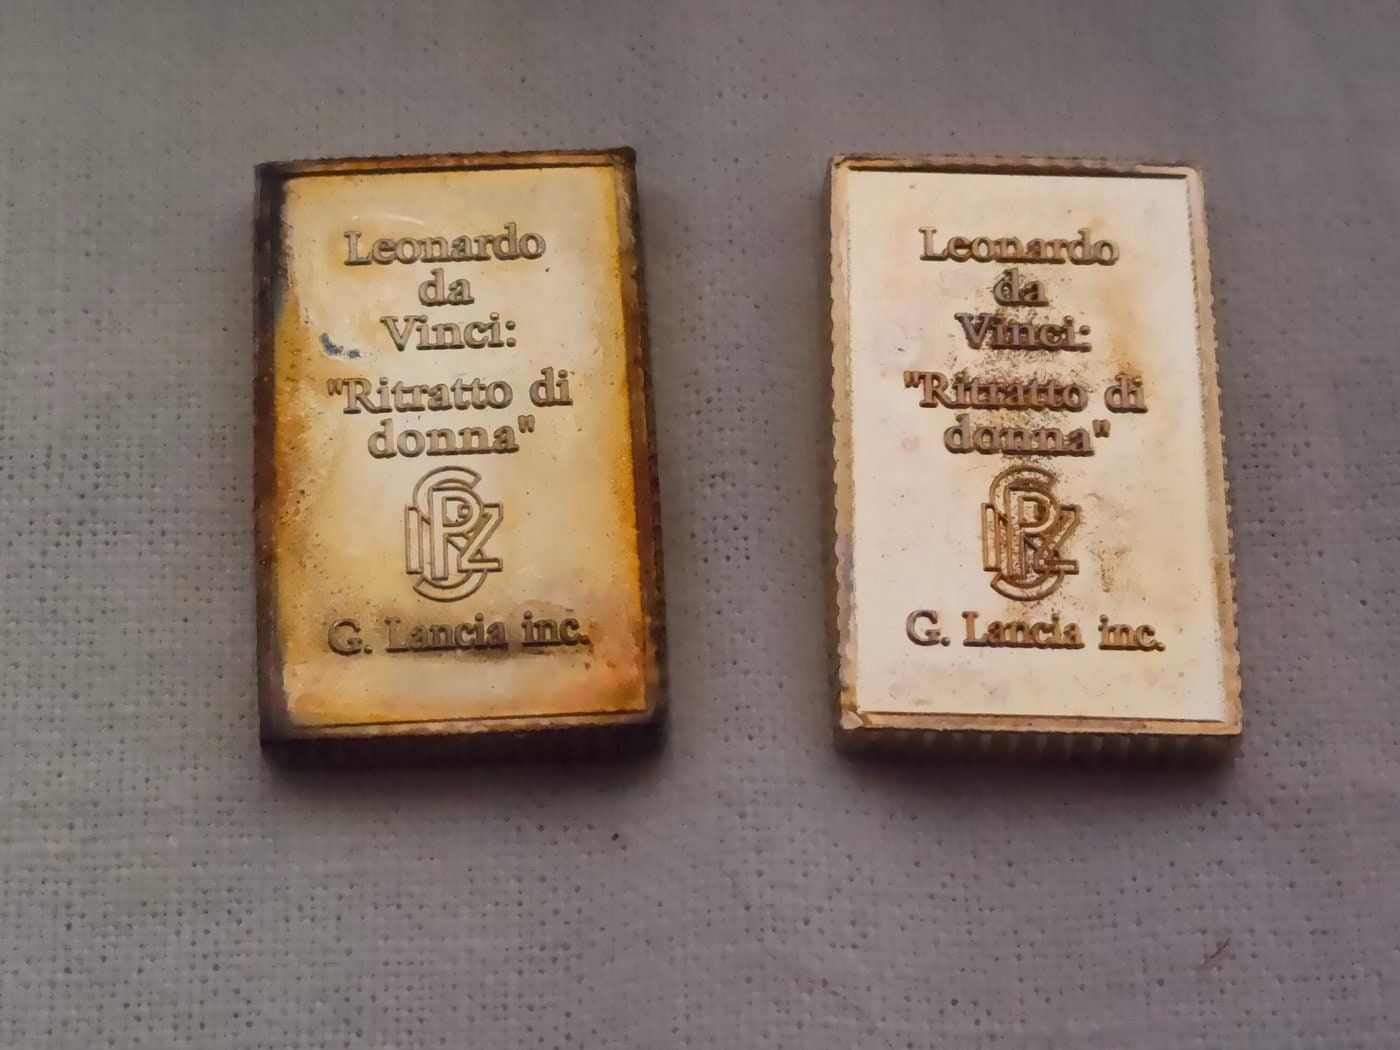 Leonardo
da
Vinci:
"Ritratto di
donna"
G. Lancia inc.
Leonardo
da
Vinci:
"Ritratto di
donna"
G. Lancia inc.